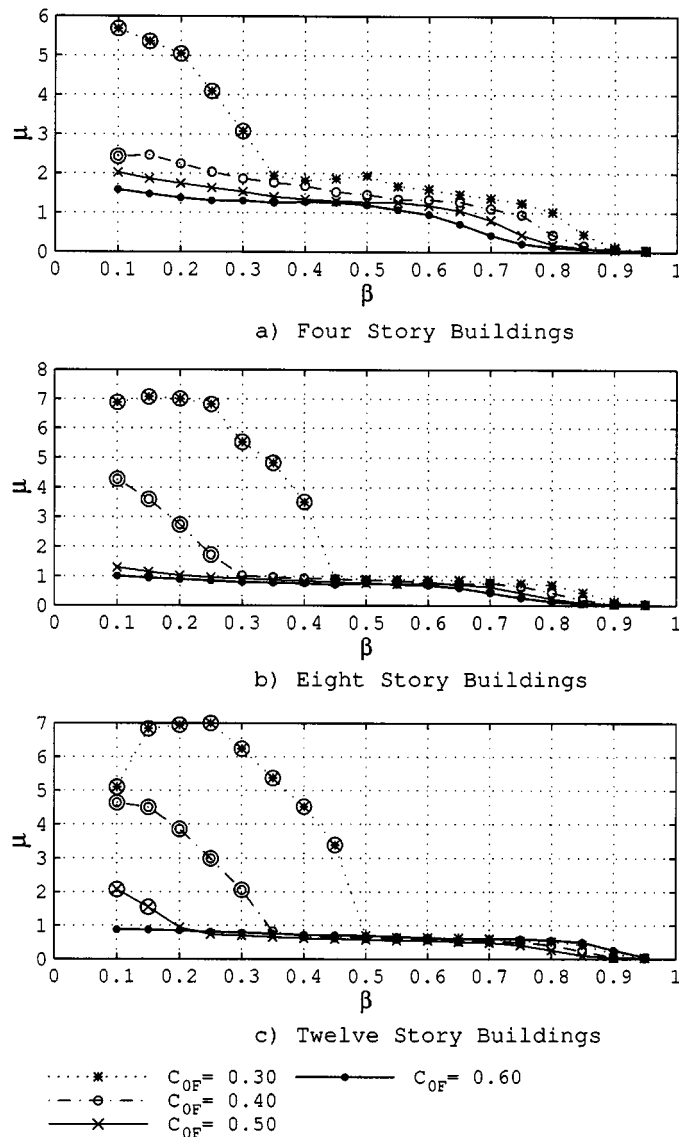 6
5
4
3
2
1
0
μ
0 0.1 0.2 0.3 0.4 0.5 0.6 0.7 0.8 0.9 1
β
a) Four Story Buildings
8
7
6
5
4
3
2
1
0
μ
0 0.1 0.2 0.3 0.4 0.5 0.6 0.7 0.8 0.9 1
β
b) Eight Story Buildings
7
6
5
4
3
2
1
0
μ
0 0.1 0.2 0.3 0.4 0.5 0.6 0.7 0.8 0.9 1
β
c) Twelve Story Buildings
C_OF= 0.30 C_OF= 0.60
C_OF= 0.40
C_OF= 0.50